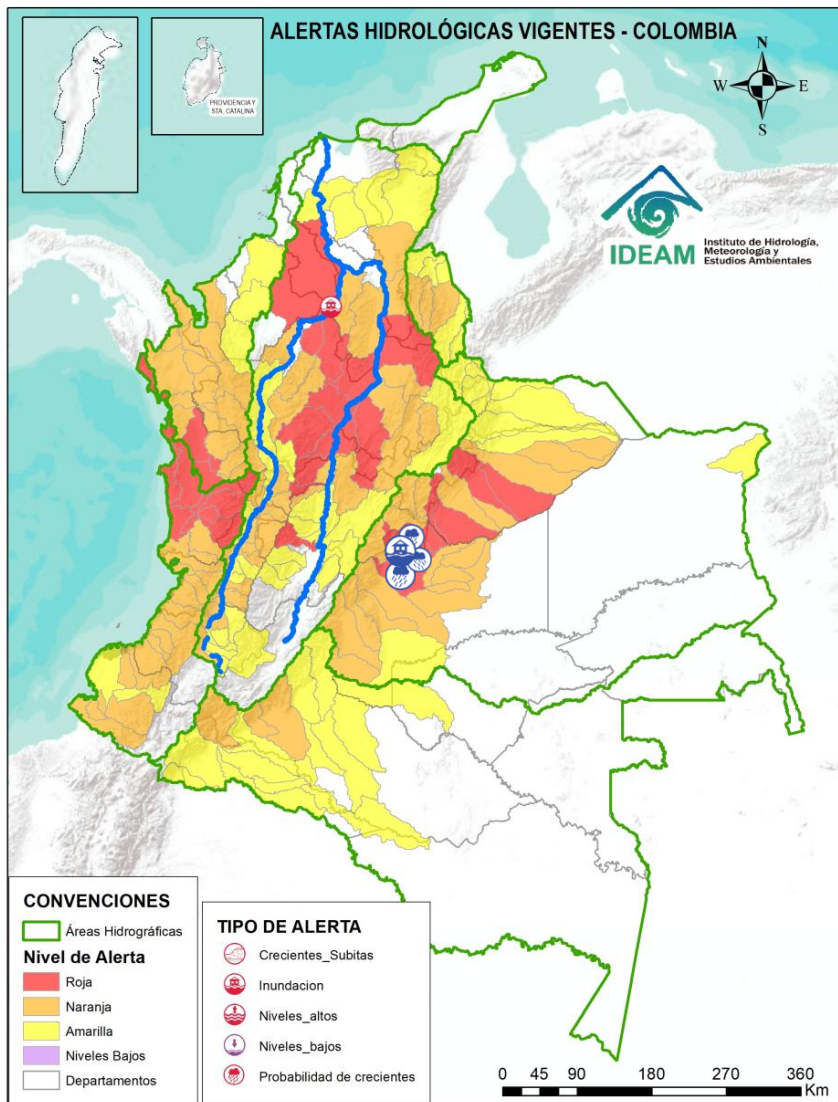 ALERTAS HIDROLÓGICAS VIGENTES - COLOMBIA
PROVIDENCIA Y
STA. CATALINA
N
W
E
S
IDEAM
Instituto de Hidrología,
Meteorología y
Estudios Ambientales
CONVENCIONES
Áreas Hidrográficas
Nivel de Alerta
Roja
Naranja
Amarilla
Niveles Bajos
Departamentos
TIPO DE ALERTA
Crecientes_Subitas
Inundacion
Niveles_altos
Niveles_bajos
Probabilidad de crecientes
0 45 90 180 270 360
Km